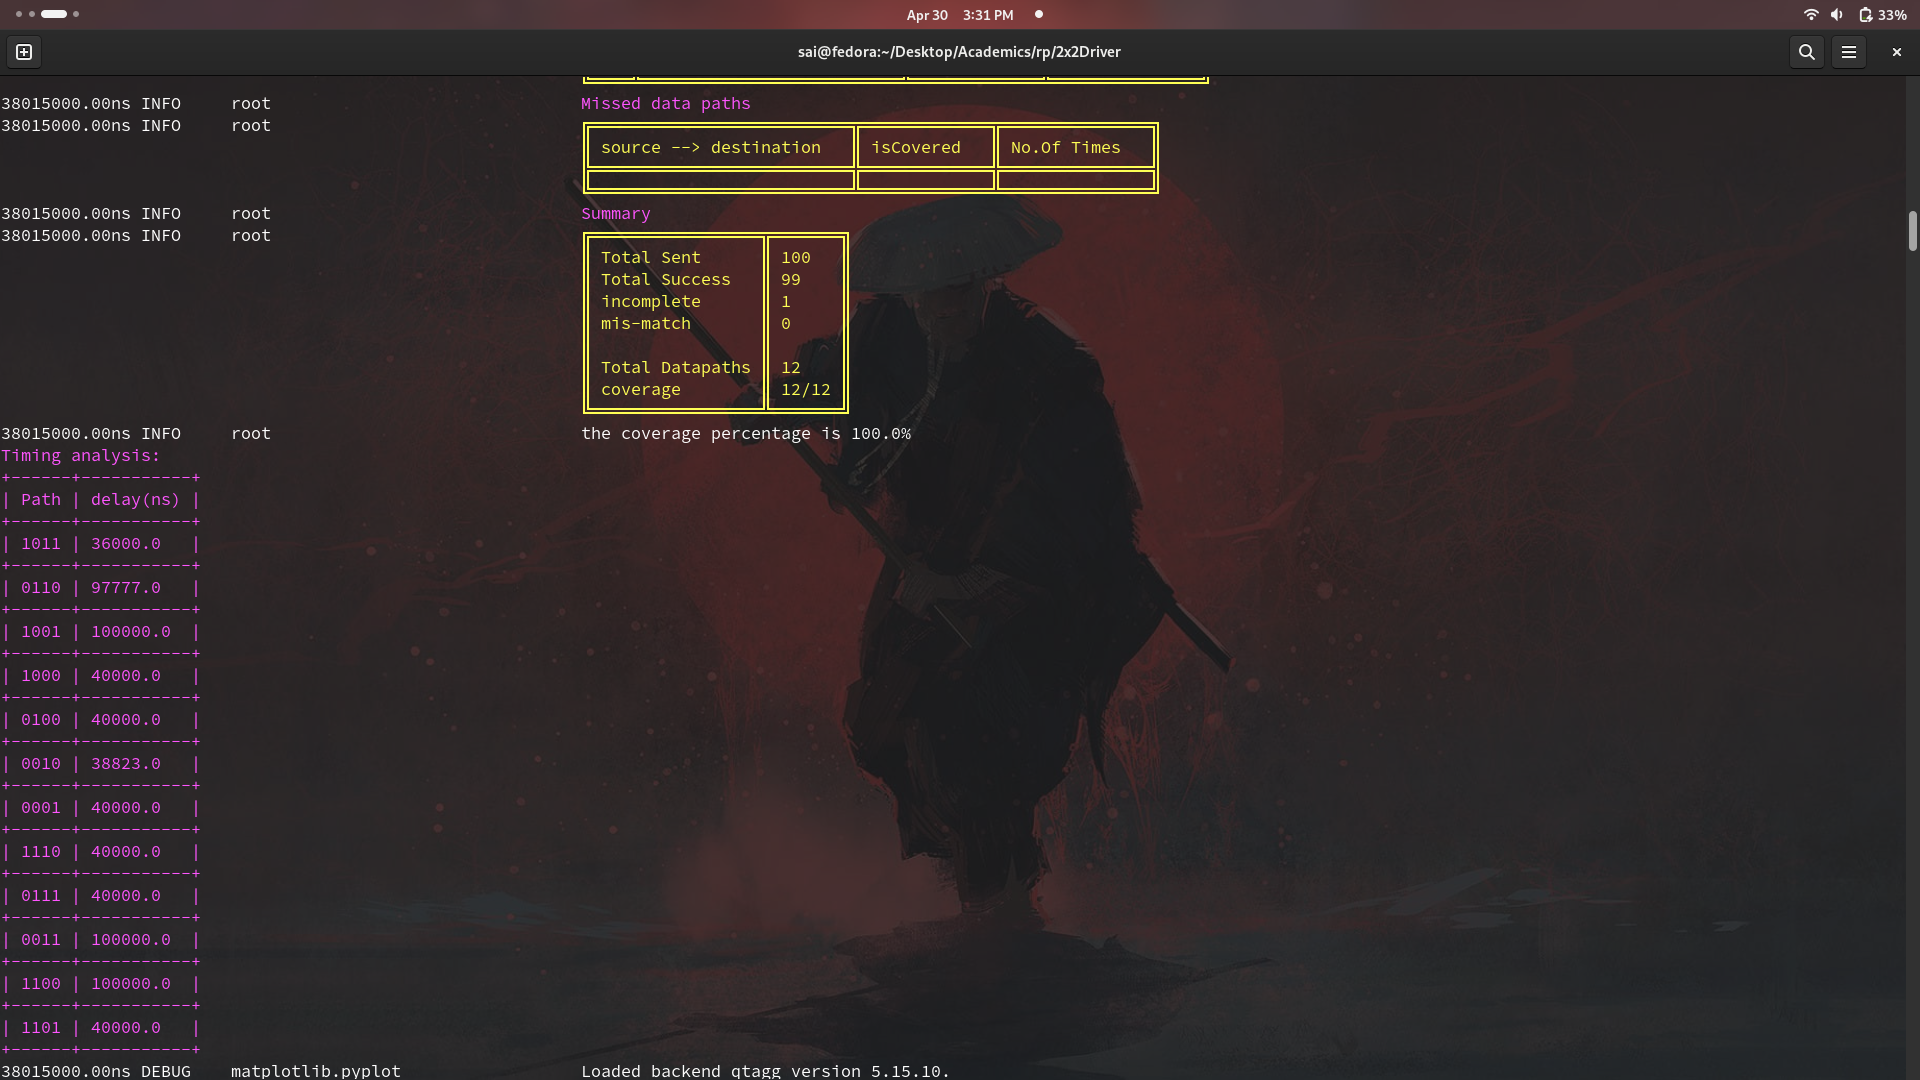 Apr 30 3:31 PM
33%
sai@fedora:~/Desktop/Academics/rp/2x2Driver
38015000.00ns INFO root Missed data paths
38015000.00ns INFO root
source --> destination isCovered No.Of Times
38015000.00ns INFO root Summary
38015000.00ns INFO root
Total Sent 100
Total Success 99
incomplete 1
mis-match 0
Total Datapaths 12
coverage 12/12
38015000.00ns INFO root the coverage percentage is 100.0%
Timing analysis:
+------+-----------+
| Path | delay(ns) |
+------+-----------+
| 1011 | 36000.0 |
+------+-----------+
| 0110 | 97777.0 |
+------+-----------+
| 1001 | 100000.0 |
+------+-----------+
| 1000 | 40000.0 |
+------+-----------+
| 0100 | 40000.0 |
+------+-----------+
| 0010 | 38823.0 |
+------+-----------+
| 0001 | 40000.0 |
+------+-----------+
| 1110 | 40000.0 |
+------+-----------+
| 0111 | 40000.0 |
+------+-----------+
| 0011 | 100000.0 |
+------+-----------+
| 1100 | 100000.0 |
+------+-----------+
| 1101 | 40000.0 |
+------+-----------+
38015000.00ns DEBUG matplotlib.pyplot Loaded backend qtagg version 5.15.10.